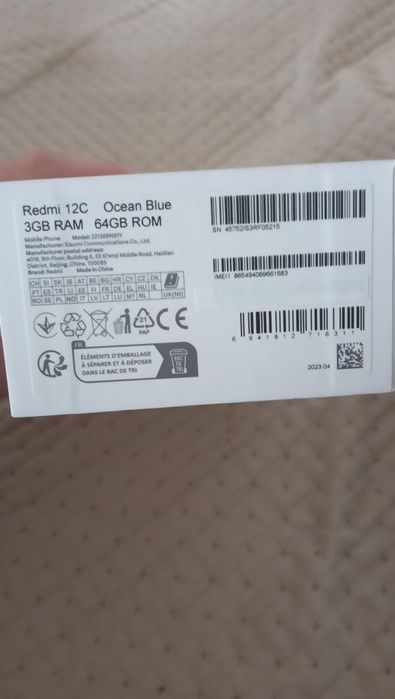 Redmi 12C Ocean Blue
3GB RAM 64GB ROM
Mobile Phone Model: 22126RN91Y
Manufacturer: Xiaomi Communications Co., Ltd.
Manufacturer postal address:
#019, 9th Floor, Building 6, 33 Xi'erqi Middle Road, Haidian
District, Beijing, China, 100085
Brand: Redmi Made in China
CH SI SK IS AT BE BG HR CY CZ DK
PT ES TR LI EE FI FR DE EL HU IE
RO SE PL NO IT LV LT LU MT NL UK(NI)
PAP
CE
FR
ÉLÉMENTS D'EMBALLAGE
À SÉPARER ET À DÉPOSER
DANS LE BAC DE TRI
BAC
DE
TRI
SN 45752/S3RF05215
IMEI1 865494069661683
6 941812 716311
2023.04